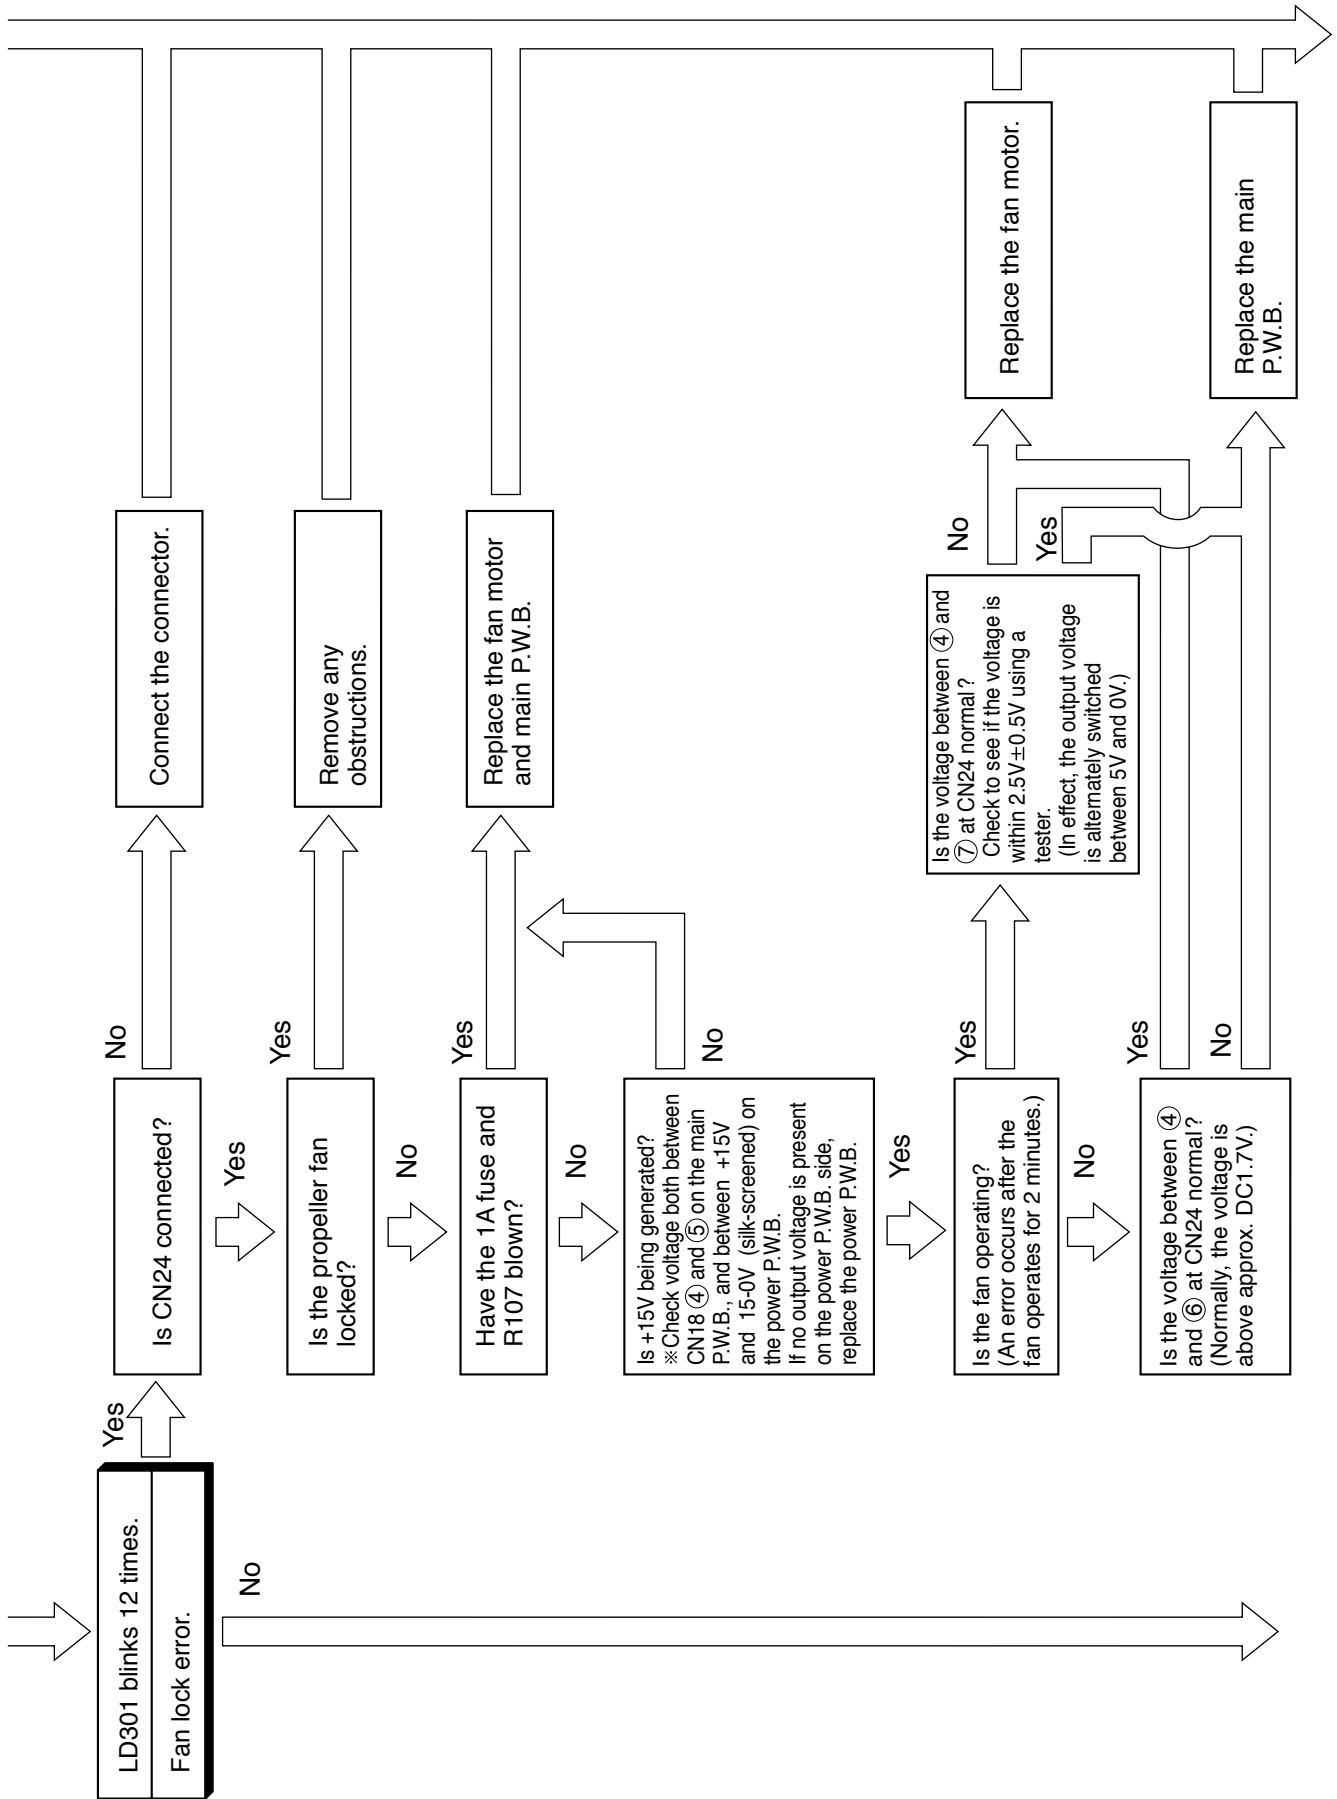 LD301 blinks 12 times.
Fan lock error.
Yes
No
Is CN24 connected?
No
Connect the connector.
Yes
Is the propeller fan
locked?
Yes
Remove any
obstructions.
No
Have the 1A fuse and
R107 blown?
Yes
Replace the fan motor
and main P.W.B.
No
Is +15V being generated?
※Check voltage both between
CN18 ④ and ⑤ on the main
P.W.B., and between +15V
and 15-0V (silk-screened) on
the power P.W.B.
If no output voltage is present
on the power P.W.B. side,
replace the power P.W.B.
No
Yes
Is the fan operating?
(An error occurs after the
fan operates for 2 minutes.)
Yes
Is the voltage between ④ and
⑦ at CN24 normal?
Check to see if the voltage is
within 2.5V±0.5V using a
tester.
(In effect, the output voltage
is alternately switched
between 5V and 0V.)
No
Yes
Replace the fan motor.
No
Is the voltage between ④
and ⑥ at CN24 normal?
(Normally, the voltage is
above approx. DC1.7V.)
Yes
No
Replace the main
P.W.B.